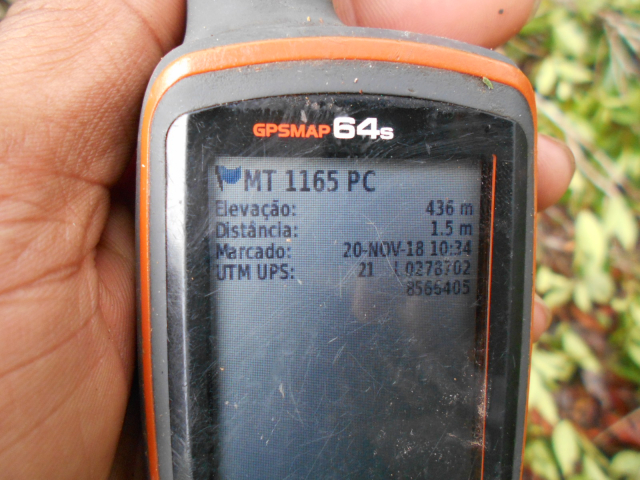 GPSMAP 64s
MT 1165 PC
Elevação: 436 m
Distância: 1.5 m
Marcado: 20-NOV-18 10:34
UTM UPS: 21 L 0278702
8566405